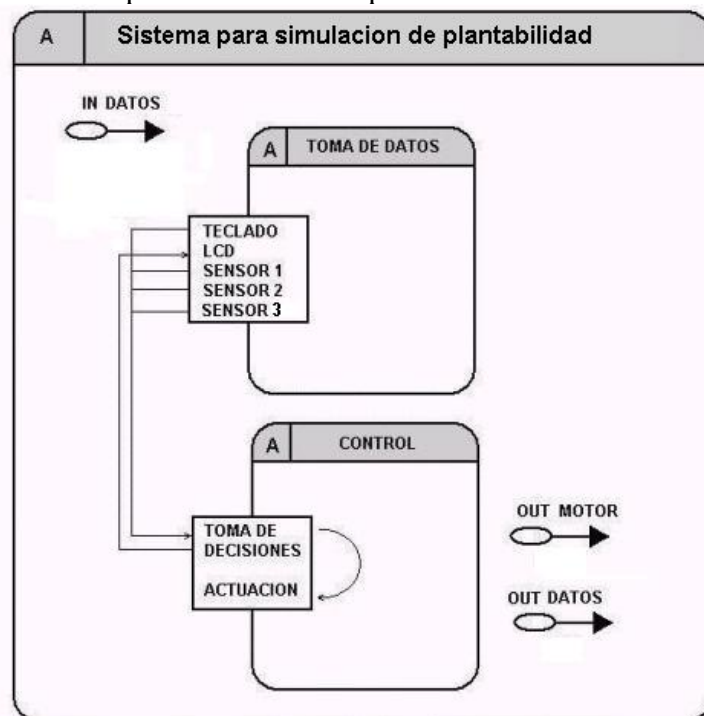 A Sistema para simulacion de plantabilidad
IN DATOS
A TOMA DE DATOS
TECLADO
LCD
SENSOR 1
SENSOR 2
SENSOR 3
A CONTROL
TOMA DE
DECISIONES
ACTUACION
OUT MOTOR
OUT DATOS